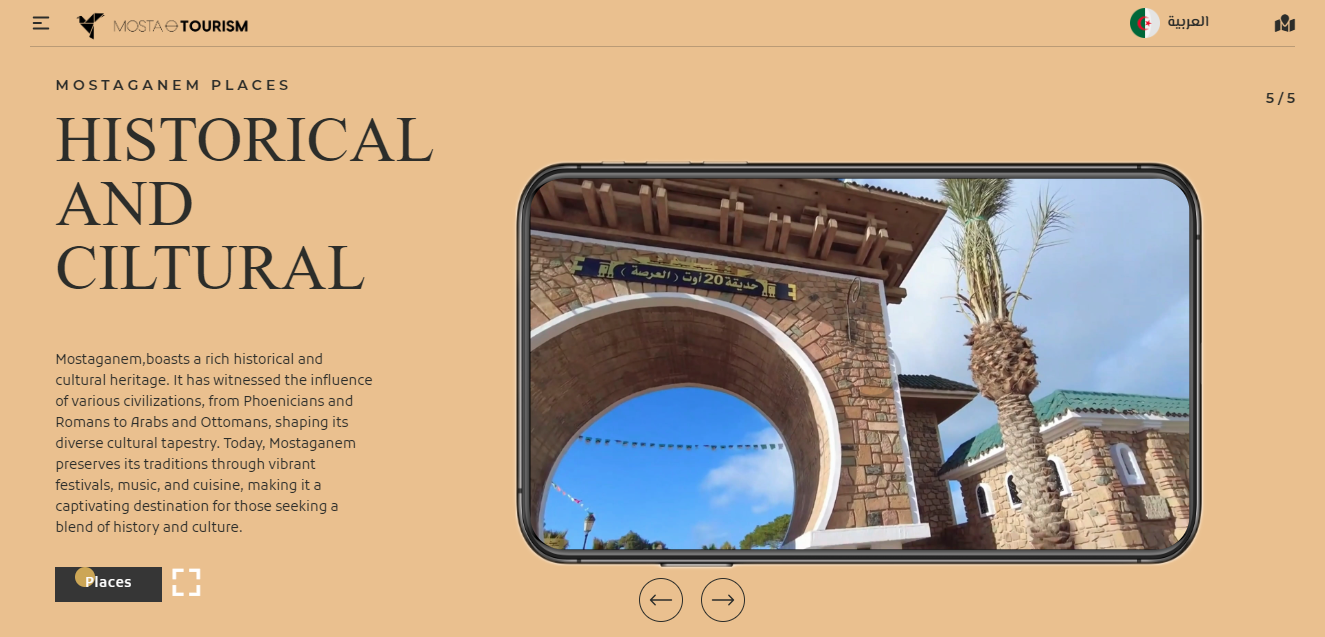 MOSTA TOURISM
العربية
MOSTAGANEM PLACES
5 / 5
HISTORICAL
AND
CILTURAL
حديقة 20 أوت ( العرصة )
Mostaganem,boasts a rich historical and
cultural heritage. It has witnessed the influence
of various civilizations, from Phoenicians and
Romans to Arabs and Ottomans, shaping its
diverse cultural tapestry. Today, Mostaganem
preserves its traditions through vibrant
festivals, music, and cuisine, making it a
captivating destination for those seeking a
blend of history and culture.
Places